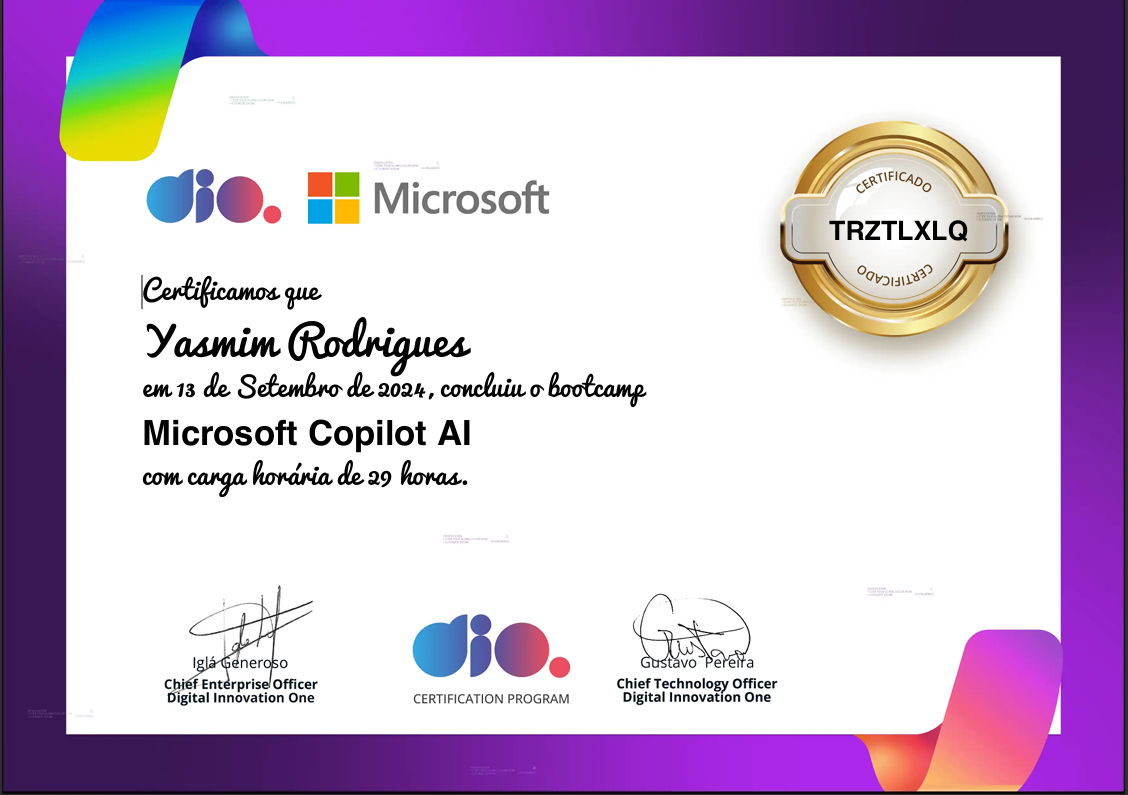 dio.
Microsoft
CERTIFICADO
TRZTLXLQ
CERTIFICADO
Certificamos que
Yasmim Rodrigues
em 13 de Setembro de 2024, concluiu o bootcamp
Microsoft Copilot AI
com carga horária de 29 horas.
Iglá Generoso
Chief Enterprise Officer
Digital Innovation One
dio.
CERTIFICATION PROGRAM
Gustavo Pereira
Chief Technology Officer
Digital Innovation One